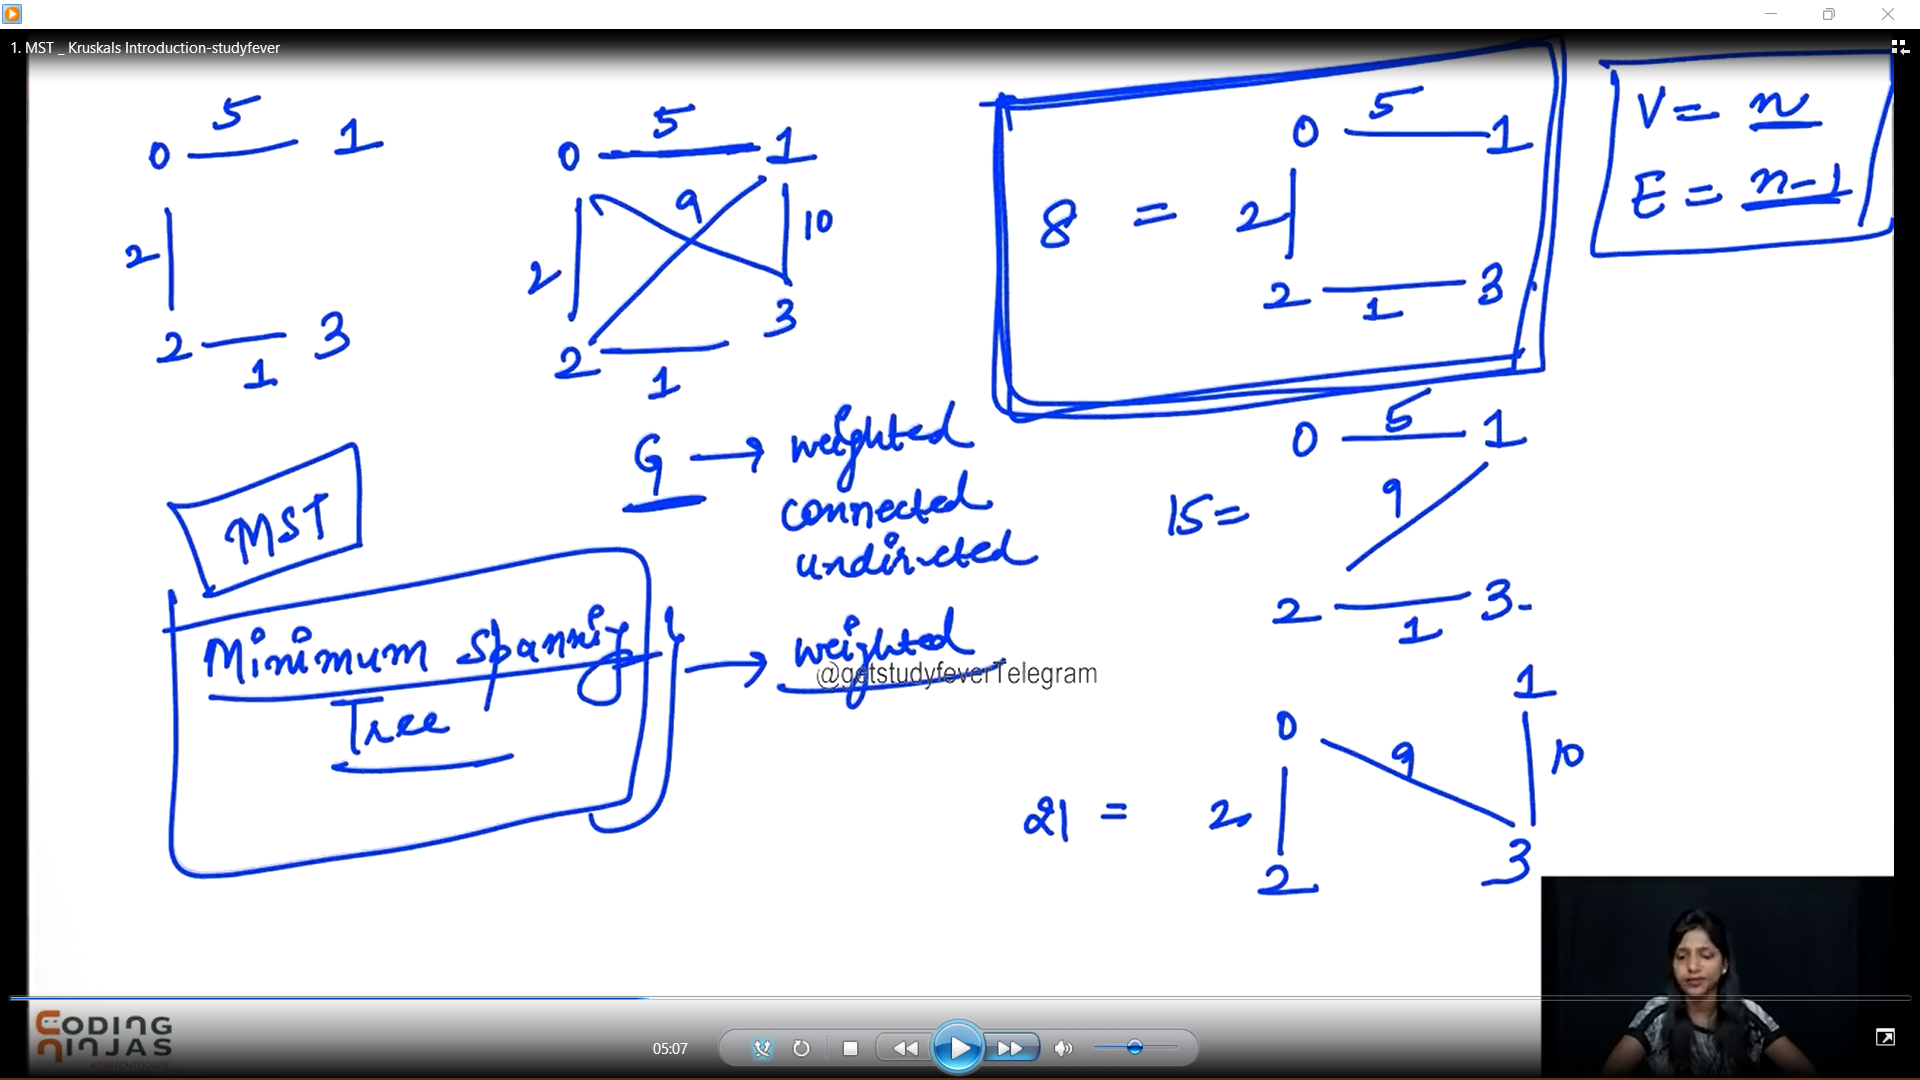 1. MST _ Kruskals Introduction-studyfever
0 5 1
2
2 1 3
0 5 1
9
2 10
2 1 3
8 = 0 5 1
2
2 1 3
V = n
E = n-1
MST
Minimum Spannig
Tree
G → weighted
connected
undirected
→ weighted
@getstudyfeverTelegram
0 5 1
15 = 9
2 1 3
1
0 9 10
21 = 2
2 3
CODING
NINJAS
05:07